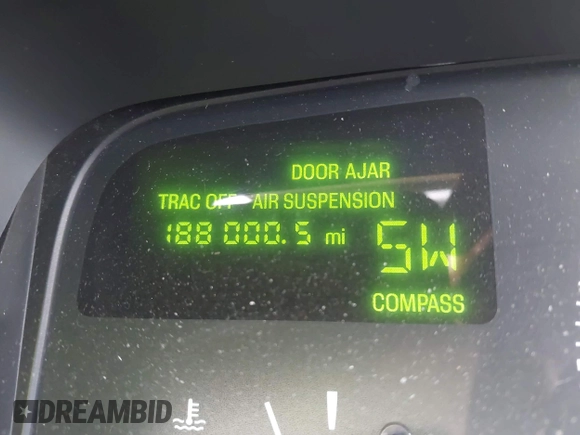 DOOR AJAR
TRAC OFF AIR SUSPENSION
188 000.5 mi
SW
COMPASS
DREAMBID